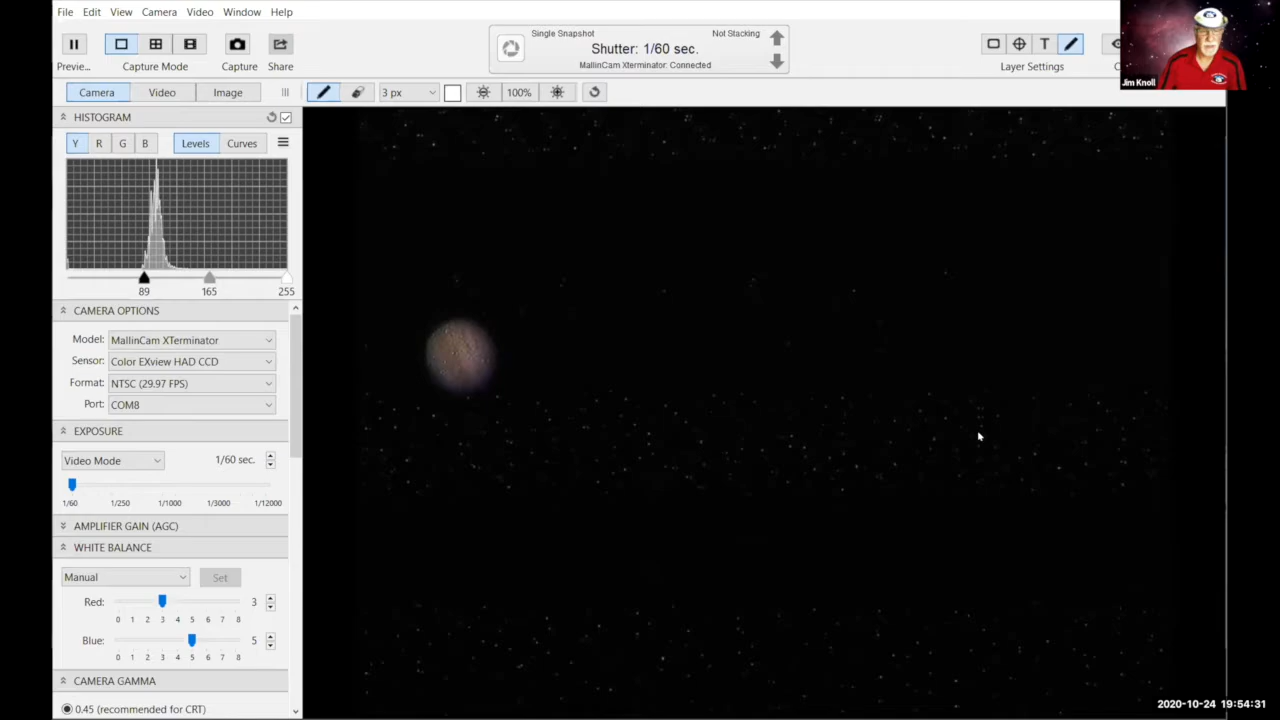 File Edit View Camera Video Window Help
Single Snapshot Not Stacking
Shutter: 1/60 sec.
MallinCam Xterminator: Connected
T
Previe... Capture Mode Capture Share Layer Settings
Jim Knoll
Camera Video Image 3 px 100%
HISTOGRAM
Y R G B Levels Curves
89 165 255
CAMERA OPTIONS
Model: MallinCam XTerminator
Sensor: Color EXview HAD CCD
Format: NTSC (29.97 FPS)
Port: COM8
EXPOSURE
Video Mode 1/60 sec.
1/60 1/250 1/1000 1/3000 1/12000
AMPLIFIER GAIN (AGC)
WHITE BALANCE
Manual Set
Red: 3
0 1 2 3 4 5 6 7 8
Blue: 5
0 1 2 3 4 5 6 7 8
CAMERA GAMMA
0.45 (recommended for CRT)
2020-10-24 19:54:31